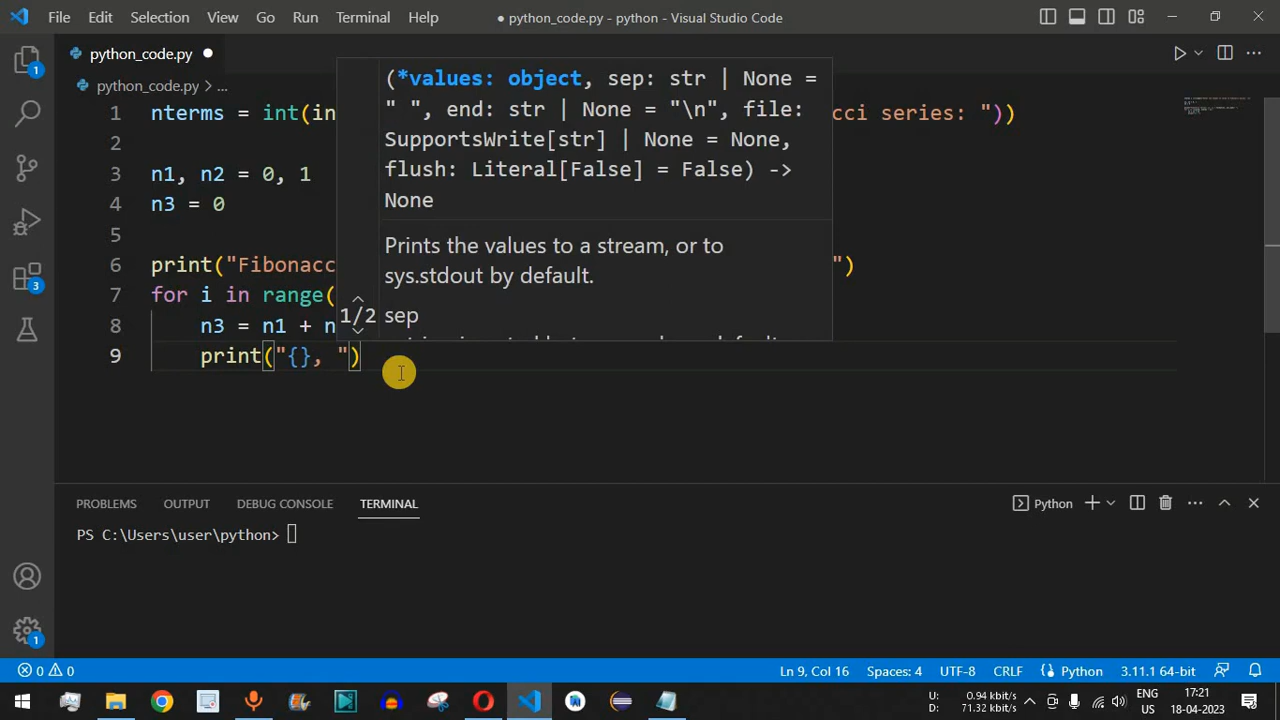 File Edit Selection View Go Run Terminal Help ● python_code.py - python - Visual Studio Code
python_code.py ●
python_code.py > ...
(*values: object, sep: str | None =
" ", end: str | None = "\n", file:
SupportsWrite[str] | None = None,
flush: Literal[False] = False) ->
None
Prints the values to a stream, or to
sys.stdout by default.
1/2 sep
1 nterms = int(in cci series: "))
2
3 n1, n2 = 0, 1
4 n3 = 0
5
6 print("Fibonacc ")
7 for i in range(
8 n3 = n1 + n
9 print("{}, ")
PROBLEMS OUTPUT DEBUG CONSOLE TERMINAL Python
PS C:\Users\user\python>
1
3
1
0 0 Ln 9, Col 16 Spaces: 4 UTF-8 CRLF Python 3.11.1 64-bit
U: 0.94 kbit/s ENG 17:21
D: 71.32 kbit/s US 18-04-2023